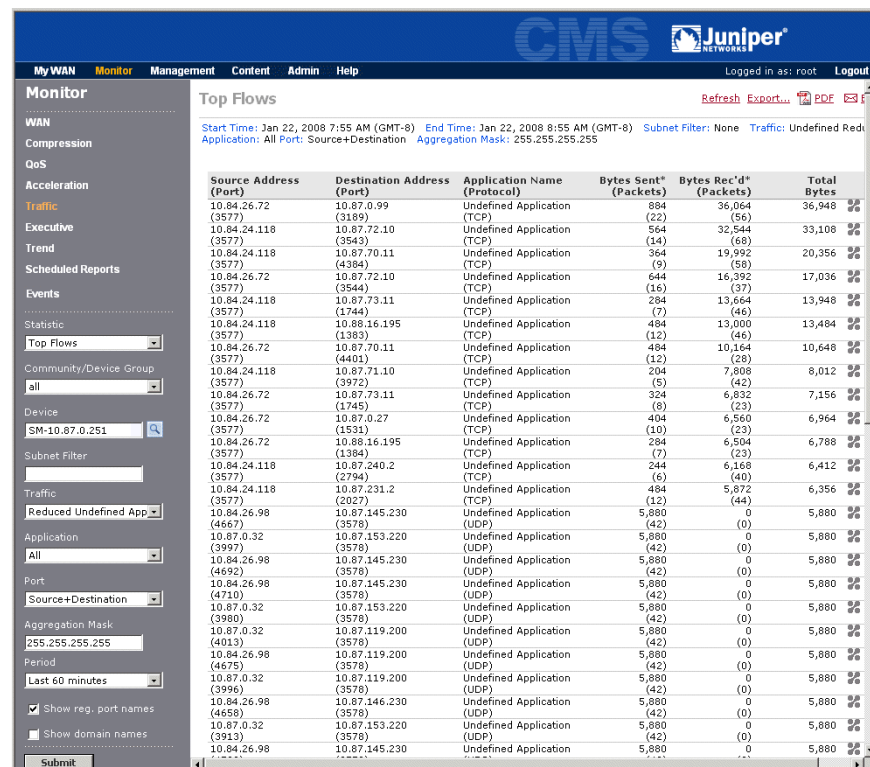 CMS
Juniper
NETWORKS
My WAN Monitor Management Content Admin Help
Logged in as: root Logout
Monitor
WAN
Compression
QoS
Acceleration
Traffic
Executive
Trend
Scheduled Reports
Events
Statistic
Top Flows
Community/Device Group
all
Device
SM-10.87.0.251
Subnet Filter
Traffic
Reduced Undefined App
Application
All
Port
Source+Destination
Aggregation Mask
255.255.255.255
Period
Last 60 minutes
Show reg. port names
Show domain names
Submit
Top Flows
Refresh Export... PDF
Start Time: Jan 22, 2008 7:55 AM (GMT-8) End Time: Jan 22, 2008 8:55 AM (GMT-8) Subnet Filter: None Traffic: Undefined Redu
Application: All Port: Source+Destination Aggregation Mask: 255.255.255.255
Source Address Destination Address Application Name Bytes Sent* Bytes Rec'd* Total
(Port) (Port) (Protocol) (Packets) (Packets) Bytes
10.84.26.72 10.87.0.99 Undefined Application 884 36,064 36,948
(3577) (3189) (TCP) (22) (56)
10.84.24.118 10.87.72.10 Undefined Application 564 32,544 33,108
(3577) (3543) (TCP) (14) (68)
10.84.24.118 10.87.70.11 Undefined Application 364 19,992 20,356
(3577) (4384) (TCP) (9) (58)
10.84.26.72 10.87.72.10 Undefined Application 644 16,392 17,036
(3577) (3544) (TCP) (16) (37)
10.84.24.118 10.87.73.11 Undefined Application 284 13,664 13,948
(3577) (1744) (TCP) (7) (46)
10.84.24.118 10.88.16.195 Undefined Application 484 13,000 13,484
(3577) (1383) (TCP) (12) (46)
10.84.26.72 10.87.70.11 Undefined Application 484 10,164 10,648
(3577) (4401) (TCP) (12) (28)
10.84.24.118 10.87.71.10 Undefined Application 204 7,808 8,012
(3577) (3972) (TCP) (5) (42)
10.84.26.72 10.87.73.11 Undefined Application 324 6,832 7,156
(3577) (1745) (TCP) (8) (23)
10.84.26.72 10.87.0.27 Undefined Application 404 6,560 6,964
(3577) (1531) (TCP) (10) (23)
10.84.26.72 10.88.16.195 Undefined Application 284 6,504 6,788
(3577) (1384) (TCP) (7) (23)
10.84.24.118 10.87.240.2 Undefined Application 244 6,168 6,412
(3577) (2794) (TCP) (6) (40)
10.84.24.118 10.87.231.2 Undefined Application 484 5,872 6,356
(3577) (2027) (TCP) (12) (44)
10.84.26.98 10.87.145.230 Undefined Application 5,880 0 5,880
(4667) (3578) (UDP) (42) (0)
10.87.0.32 10.87.153.220 Undefined Application 5,880 0 5,880
(3997) (3578) (UDP) (42) (0)
10.84.26.98 10.87.145.230 Undefined Application 5,880 0 5,880
(4692) (3578) (UDP) (42) (0)
10.84.26.98 10.87.145.230 Undefined Application 5,880 0 5,880
(4710) (3578) (UDP) (42) (0)
10.87.0.32 10.87.153.220 Undefined Application 5,880 0 5,880
(3980) (3578) (UDP) (42) (0)
10.87.0.32 10.87.119.200 Undefined Application 5,880 0 5,880
(4013) (3578) (UDP) (42) (0)
10.84.26.98 10.87.119.200 Undefined Application 5,880 0 5,880
(4675) (3578) (UDP) (42) (0)
10.87.0.32 10.87.119.200 Undefined Application 5,880 0 5,880
(3996) (3578) (UDP) (42) (0)
10.84.26.98 10.87.146.230 Undefined Application 5,880 0 5,880
(4658) (3578) (UDP) (42) (0)
10.87.0.32 10.87.153.220 Undefined Application 5,880 0 5,880
(3913) (3578) (UDP) (42) (0)
10.84.26.98 10.87.145.230 Undefined Application 5,880 0 5,880